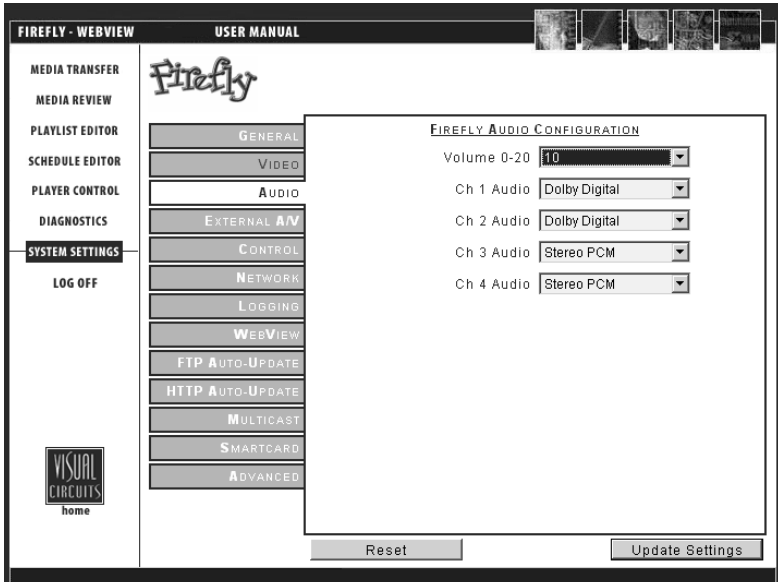 FIREFLY - WEBVIEW USER MANUAL
MEDIA TRANSFER
MEDIA REVIEW
PLAYLIST EDITOR
SCHEDULE EDITOR
PLAYER CONTROL
DIAGNOSTICS
SYSTEM SETTINGS
LOG OFF
VISUAL
CIRCUITS
home
Firefly
GENERAL
VIDEO
AUDIO
EXTERNAL A/V
CONTROL
NETWORK
LOGGING
WEBVIEW
FTP AUTO-UPDATE
HTTP AUTO-UPDATE
MULTICAST
SMARTCARD
ADVANCED
FIREFLY AUDIO CONFIGURATION
Volume 0-20 10
Ch 1 Audio Dolby Digital
Ch 2 Audio Dolby Digital
Ch 3 Audio Stereo PCM
Ch 4 Audio Stereo PCM
Reset Update Settings